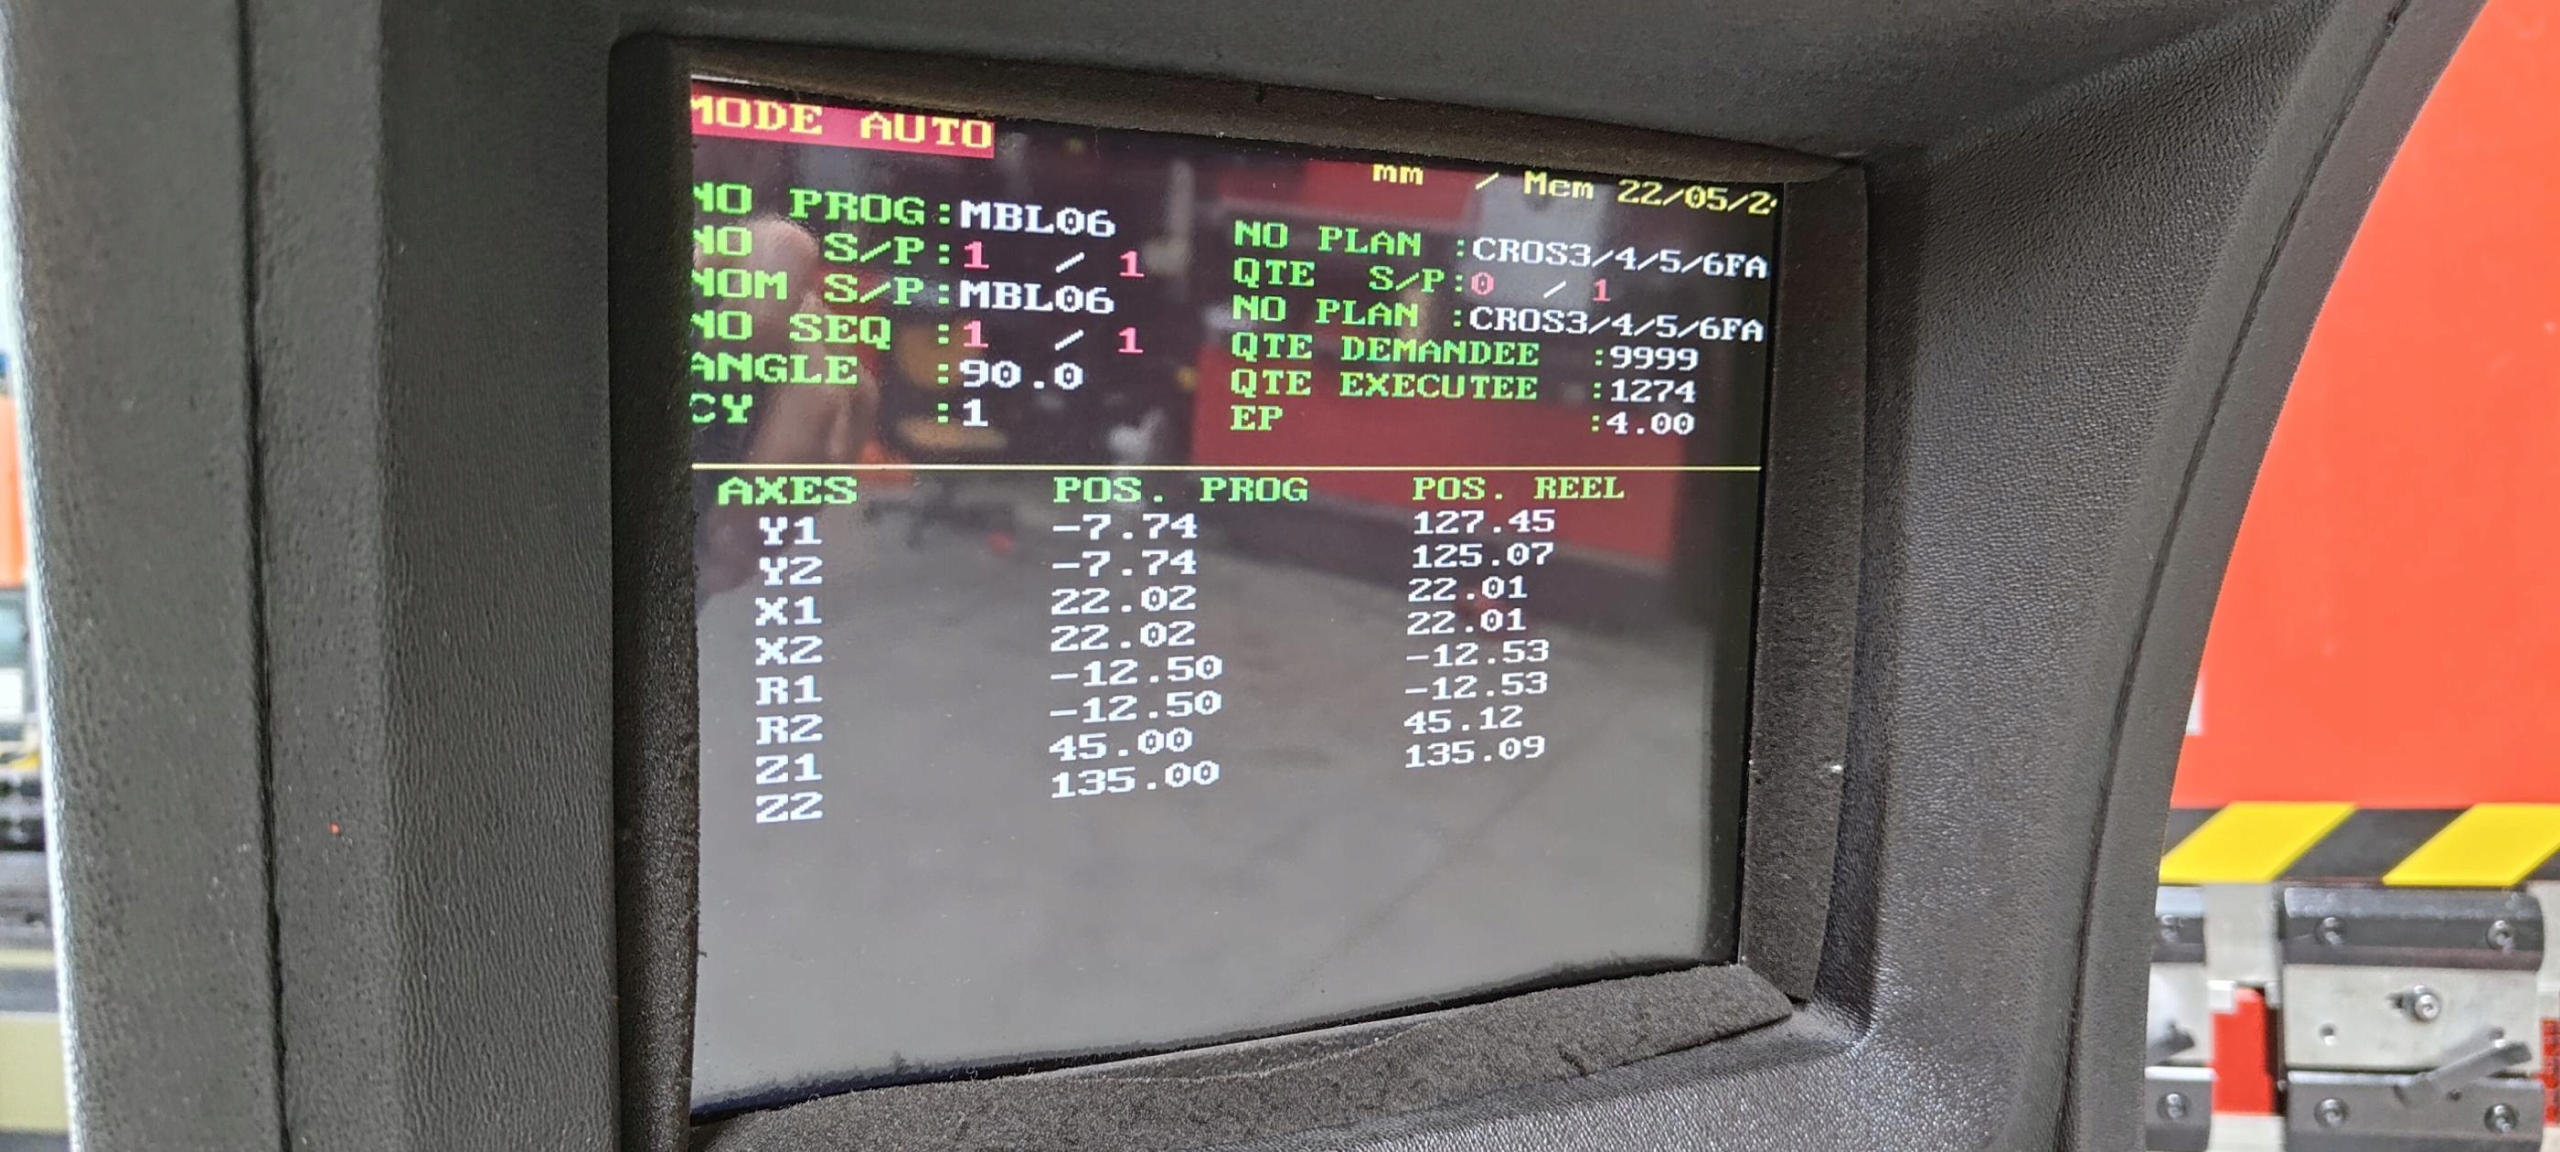 MODE AUTO
mm / Mem 22/05/2
NO PROG:MBL06
NO PLAN :CROS3/4/5/6FA
NO S/P:1 / 1
QTE S/P:0 / 1
NOM S/P:MBL06
NO PLAN :CROS3/4/5/6FA
NO SEQ :1 / 1
QTE DEMANDEE :9999
ANGLE :90.0
QTE EXECUTEE :1274
CY :1
EP :4.00
AXES POS. PROG POS. REEL
Y1 -7.74 127.45
Y2 -7.74 125.07
X1 22.02 22.01
X2 22.02 22.01
R1 -12.50 -12.53
R2 -12.50 -12.53
Z1 45.00 45.12
Z2 135.00 135.09